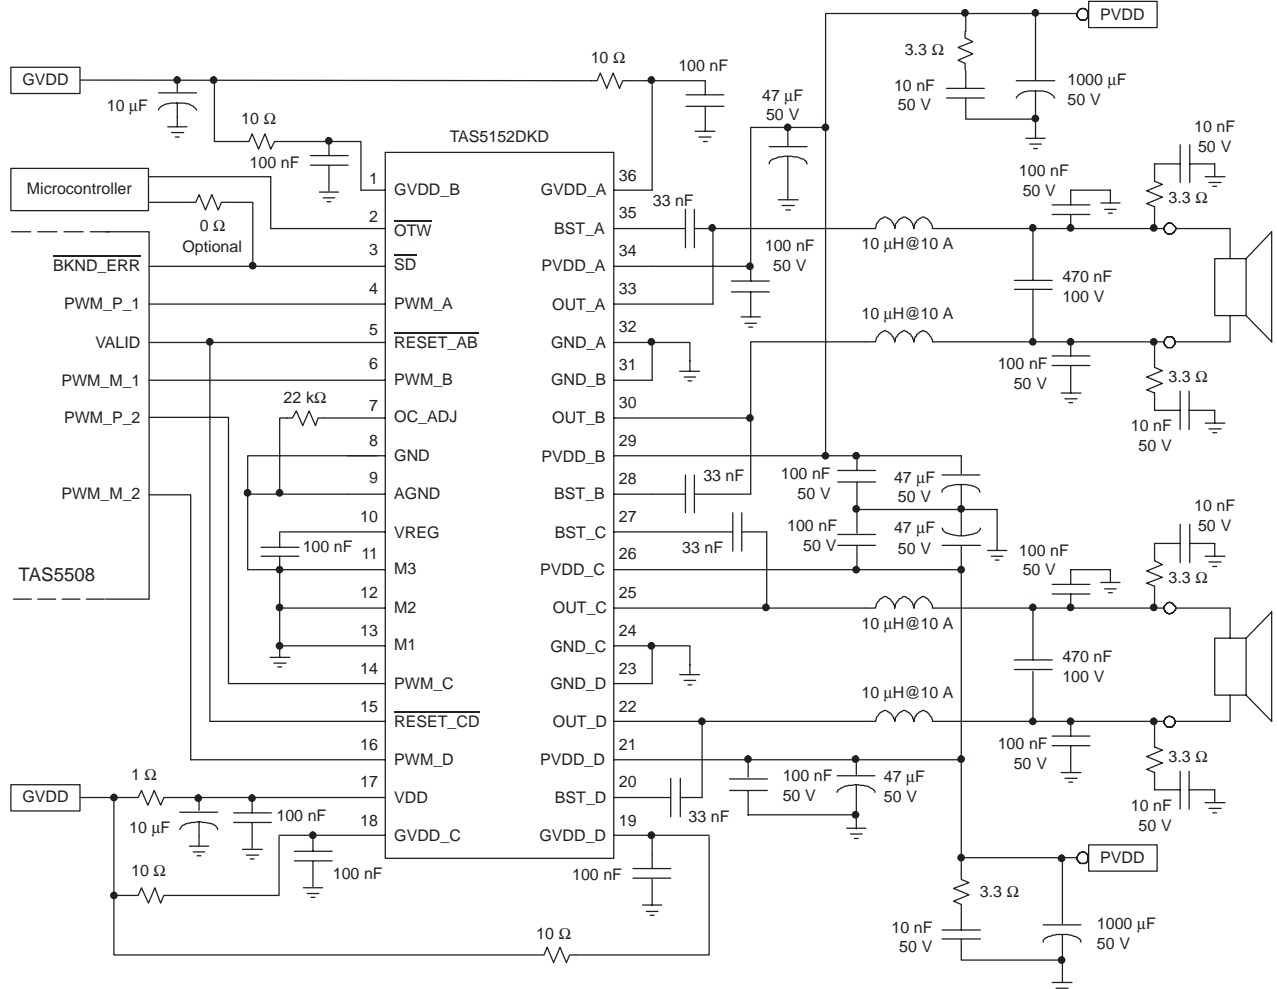 PVDD
3.3 Ω
10 nF
50 V
1000 µF
50 V
GVDD
10 µF
10 Ω
100 nF
10 Ω
100 nF
47 µF
50 V
TAS5152DKD
Microcontroller
0 Ω
Optional
TAS5508
BKND_ERR
PWM_P_1
VALID
PWM_M_1
PWM_P_2
PWM_M_2
22 kΩ
100 nF
1 GVDD_B
2 OTW
3 SD
4 PWM_A
5 RESET_AB
6 PWM_B
7 OC_ADJ
8 GND
9 AGND
10 VREG
11 M3
12 M2
13 M1
14 PWM_C
15 RESET_CD
16 PWM_D
17 VDD
18 GVDD_C
GVDD_A 36
BST_A 35
PVDD_A 34
OUT_A 33
GND_A 32
GND_B 31
OUT_B 30
PVDD_B 29
BST_B 28
BST_C 27
PVDD_C 26
OUT_C 25
GND_C 24
GND_D 23
OUT_D 22
PVDD_D 21
BST_D 20
GVDD_D 19
33 nF
100 nF
50 V
10 µH@10 A
10 µH@10 A
100 nF
50 V
10 nF
50 V
3.3 Ω
470 nF
100 V
100 nF
50 V
3.3 Ω
10 nF
50 V
33 nF
33 nF
100 nF
50 V
47 µF
50 V
100 nF
50 V
47 µF
50 V
10 µH@10 A
10 µH@10 A
100 nF
50 V
10 nF
50 V
3.3 Ω
470 nF
100 V
100 nF
50 V
3.3 Ω
10 nF
50 V
33 nF
100 nF
50 V
47 µF
50 V
GVDD
1 Ω
10 µF
100 nF
10 Ω
100 nF
100 nF
10 Ω
PVDD
3.3 Ω
10 nF
50 V
1000 µF
50 V